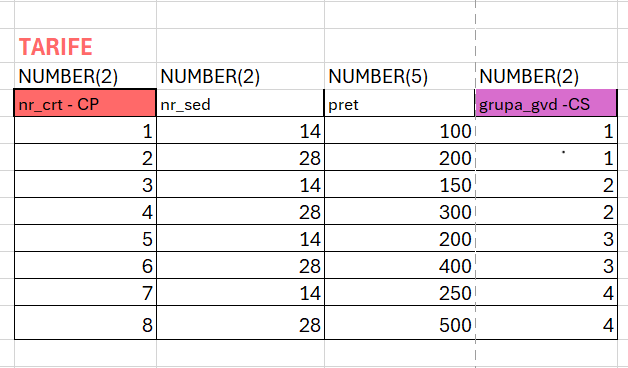 TARIFE
NUMBER(2) NUMBER(2) NUMBER(5) NUMBER(2)
nr_crt - CP nr_sed pret grupa_gvd -CS
1 14 100 1
2 28 200 1
3 14 150 2
4 28 300 2
5 14 200 3
6 28 400 3
7 14 250 4
8 28 500 4